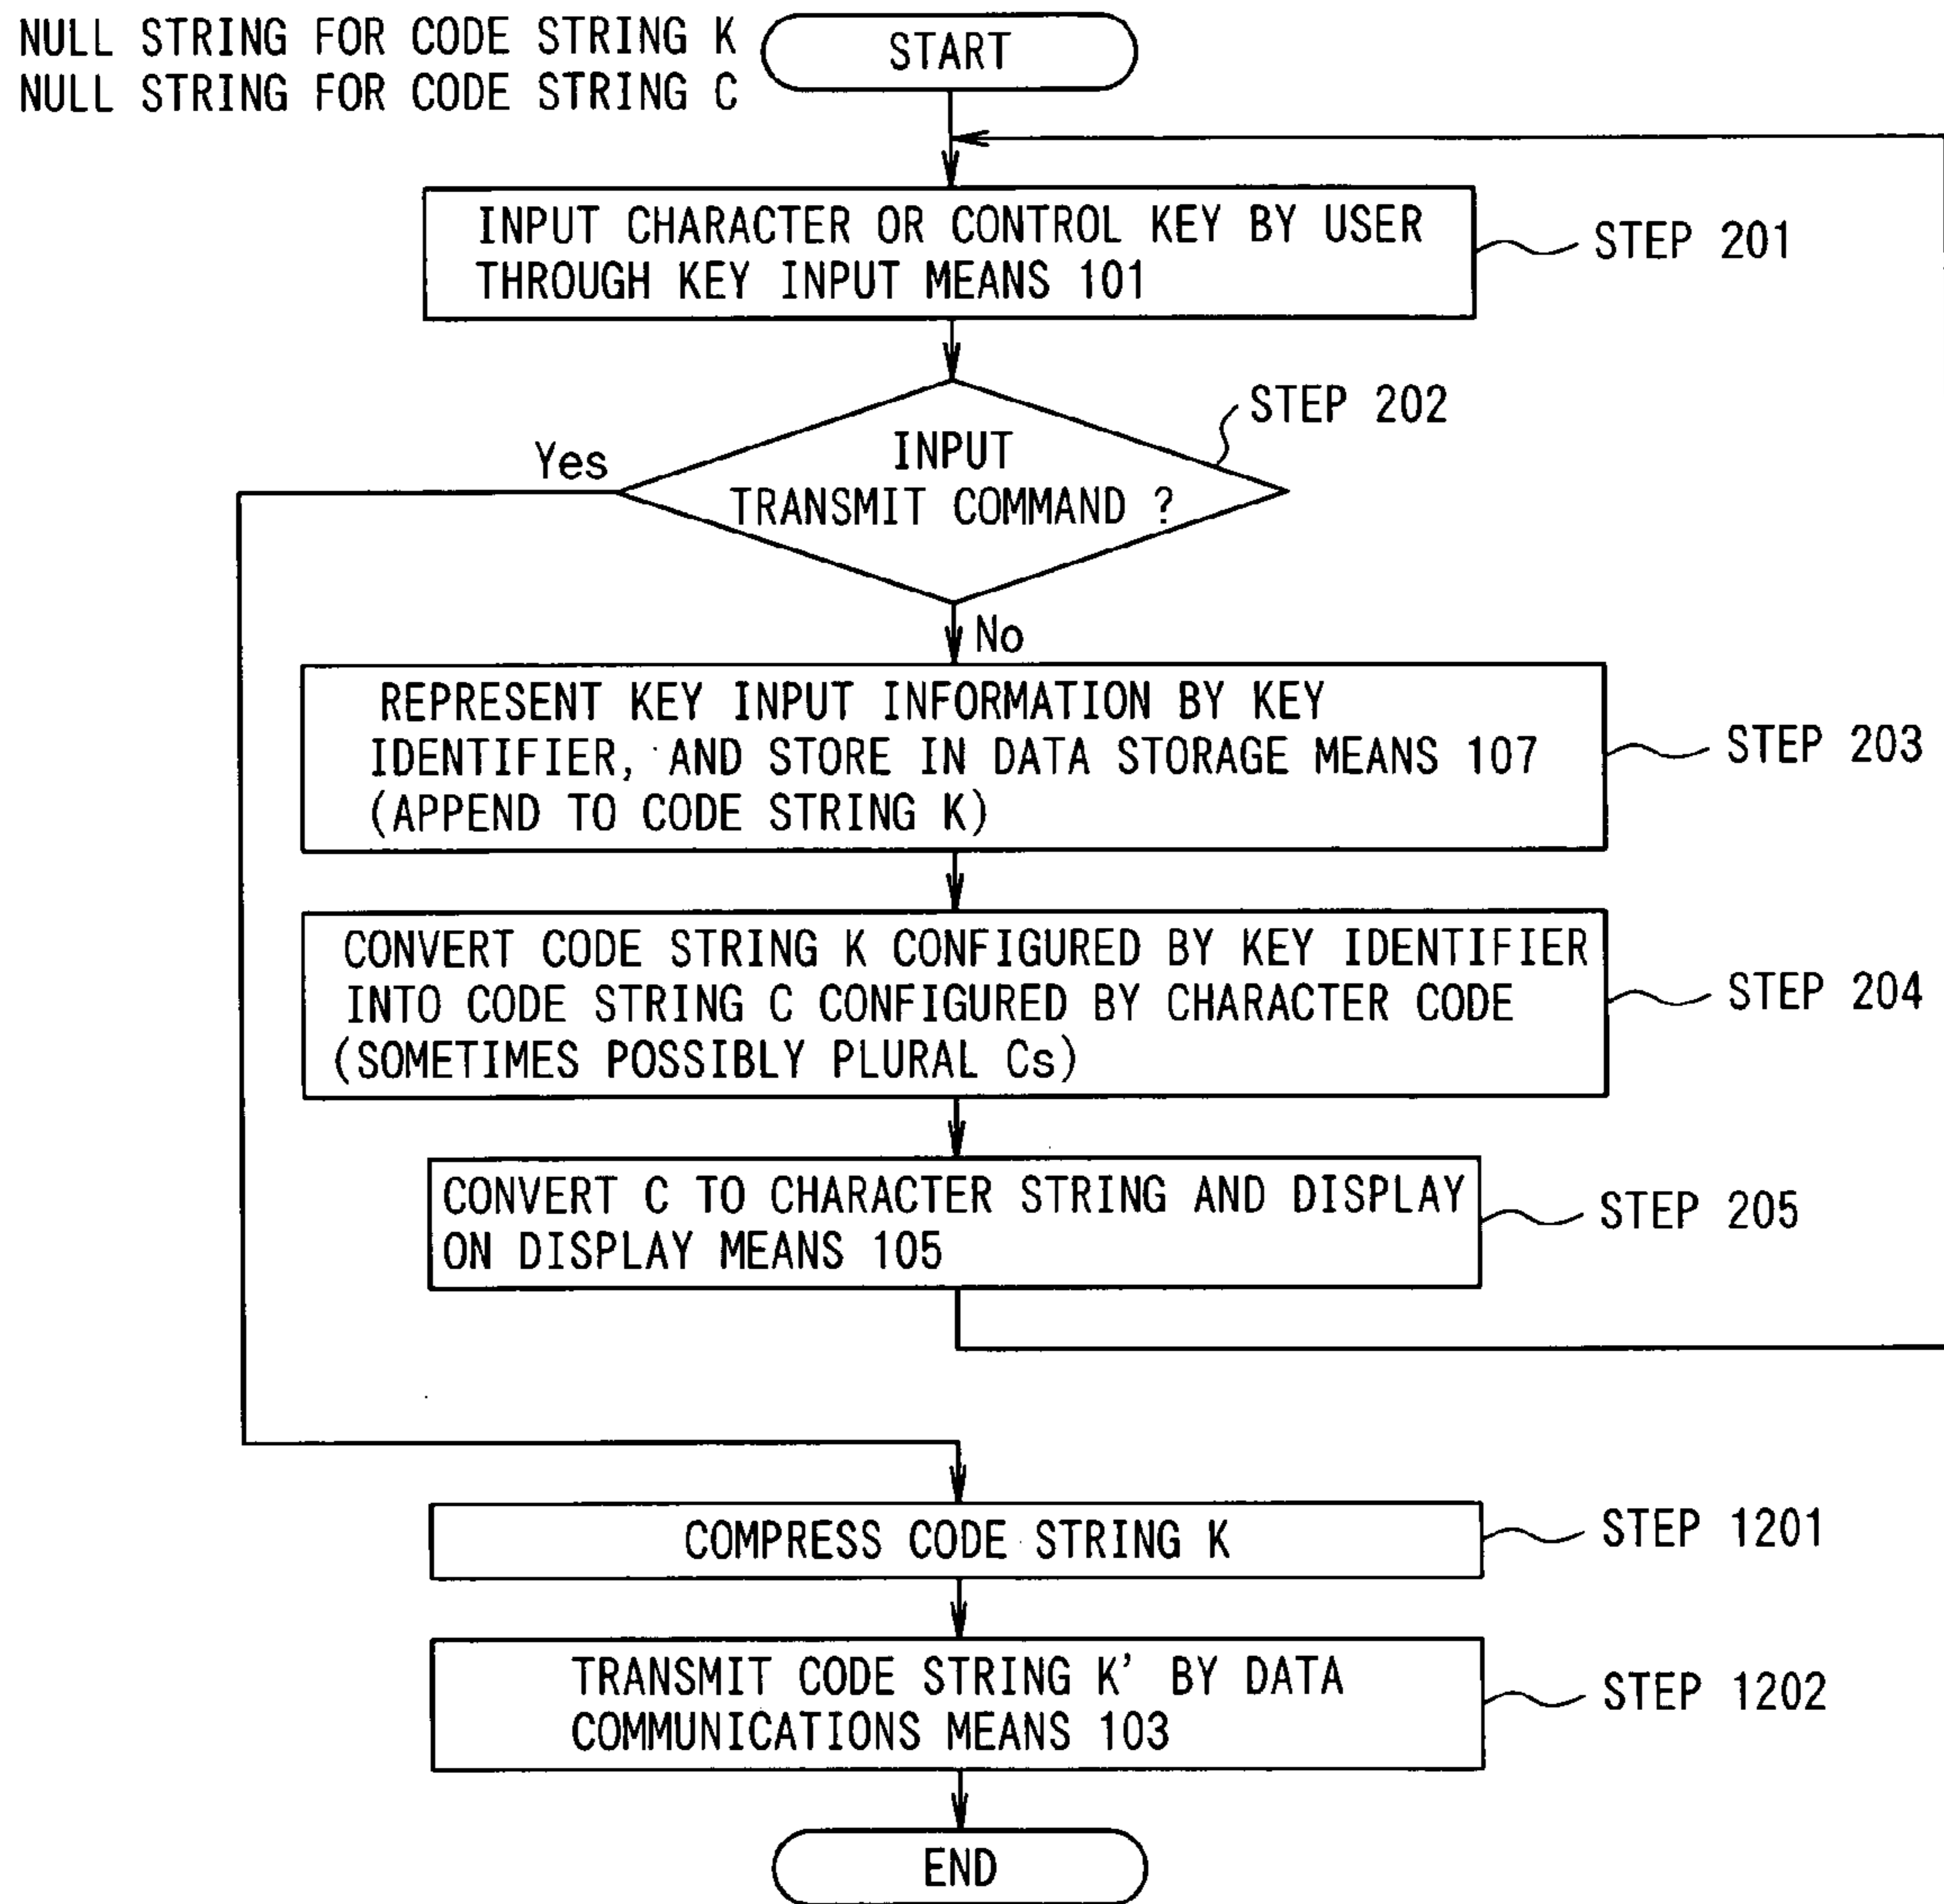 NULL STRING FOR CODE STRING K
NULL STRING FOR CODE STRING C
START
INPUT CHARACTER OR CONTROL KEY BY USER
THROUGH KEY INPUT MEANS 101
STEP 201
STEP 202
INPUT
TRANSMIT COMMAND ?
Yes
No
REPRESENT KEY INPUT INFORMATION BY KEY
IDENTIFIER, AND STORE IN DATA STORAGE MEANS 107
(APPEND TO CODE STRING K)
STEP 203
CONVERT CODE STRING K CONFIGURED BY KEY IDENTIFIER
INTO CODE STRING C CONFIGURED BY CHARACTER CODE
(SOMETIMES POSSIBLY PLURAL Cs)
STEP 204
CONVERT C TO CHARACTER STRING AND DISPLAY
ON DISPLAY MEANS 105
STEP 205
COMPRESS CODE STRING K
STEP 1201
TRANSMIT CODE STRING K' BY DATA
COMMUNICATIONS MEANS 103
STEP 1202
END